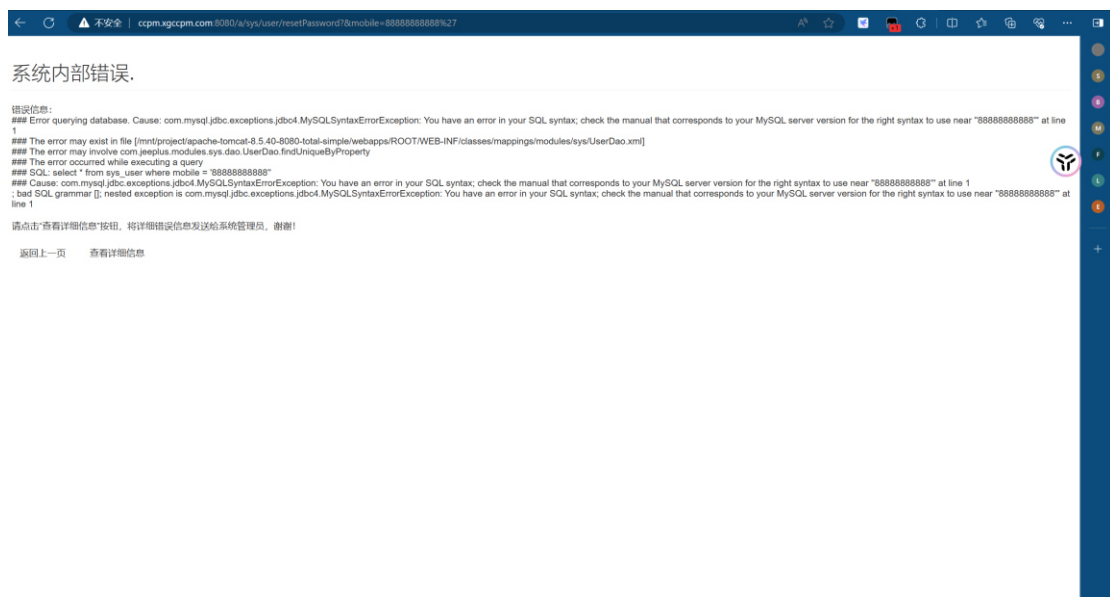 不安全 | ccpm.xgccpm.com:8080/a/sys/user/resetPassword?&mobile=88888888888%27
系统内部错误.
错误信息：
### Error querying database. Cause: com.mysql.jdbc.exceptions.jdbc4.MySQLSyntaxErrorException: You have an error in your SQL syntax; check the manual that corresponds to your MySQL server version for the right syntax to use near ''88888888888''' at line
1
### The error may exist in file [/mnt/project/apache-tomcat-8.5.40-8080-total-simple/webapps/ROOT/WEB-INF/classes/mappings/modules/sys/UserDao.xml]
### The error may involve com.jeeplus.modules.sys.dao.UserDao.findUniqueByProperty
### The error occurred while executing a query
### SQL: select * from sys_user where mobile = '88888888888''
### Cause: com.mysql.jdbc.exceptions.jdbc4.MySQLSyntaxErrorException: You have an error in your SQL syntax; check the manual that corresponds to your MySQL server version for the right syntax to use near ''88888888888''' at line 1
; bad SQL grammar []; nested exception is com.mysql.jdbc.exceptions.jdbc4.MySQLSyntaxErrorException: You have an error in your SQL syntax; check the manual that corresponds to your MySQL server version for the right syntax to use near ''88888888888''' at
line 1
请点击"查看详细信息"按钮，将详细错误信息发送给系统管理员，谢谢！
返回上一页 查看详细信息
S
B
M
F
L
E